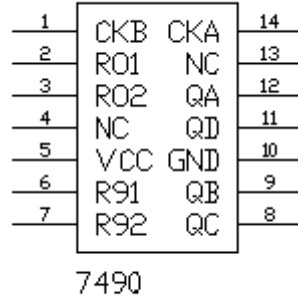 1 CKB CKA 14
2 R01 NC 13
3 R02 QA 12
4 NC QD 11
5 VCC GND 10
6 R91 QB 9
7 R92 QC 8
7490